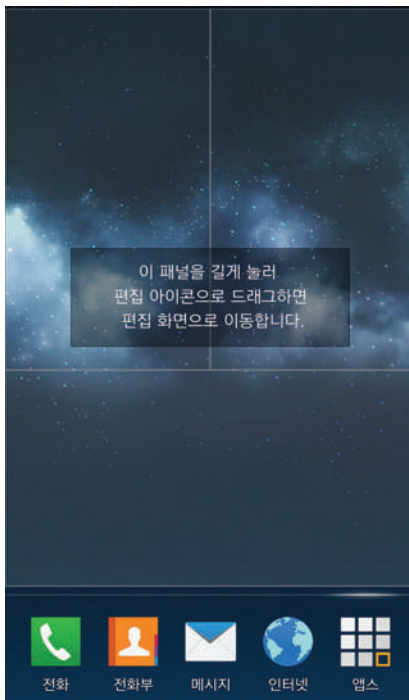 이 패널을 길게 눌러
편집 아이콘으로 드래그하면
편집 화면으로 이동합니다.
전화 전화부 메시지 인터넷 앱스